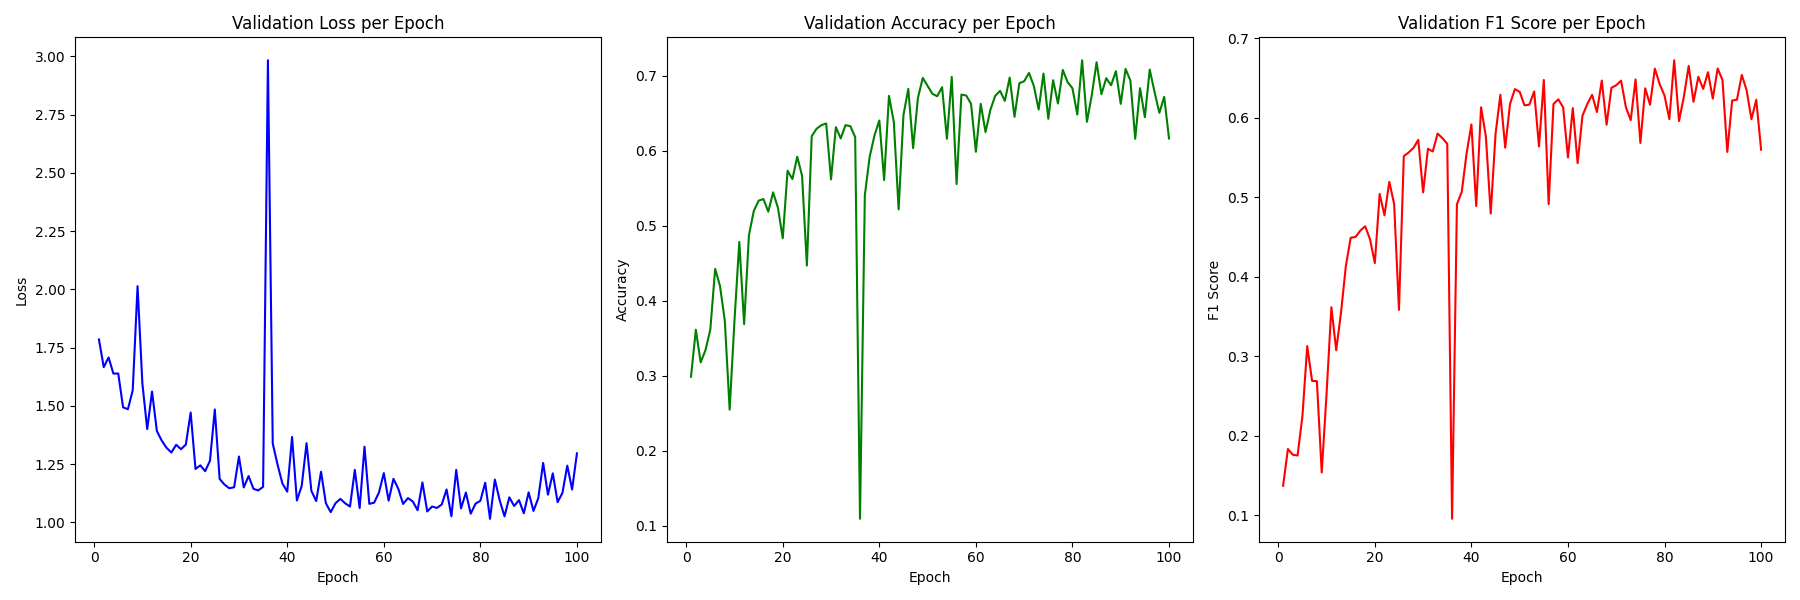 Validation Loss per Epoch
3.00
2.75
2.50
2.25
2.00
1.75
1.50
1.25
1.00
Loss
0 20 40 60 80 100
Epoch
Validation Accuracy per Epoch
0.7
0.6
0.5
0.4
0.3
0.2
0.1
Accuracy
0 20 40 60 80 100
Epoch
Validation F1 Score per Epoch
0.7
0.6
0.5
0.4
0.3
0.2
0.1
F1 Score
0 20 40 60 80 100
Epoch